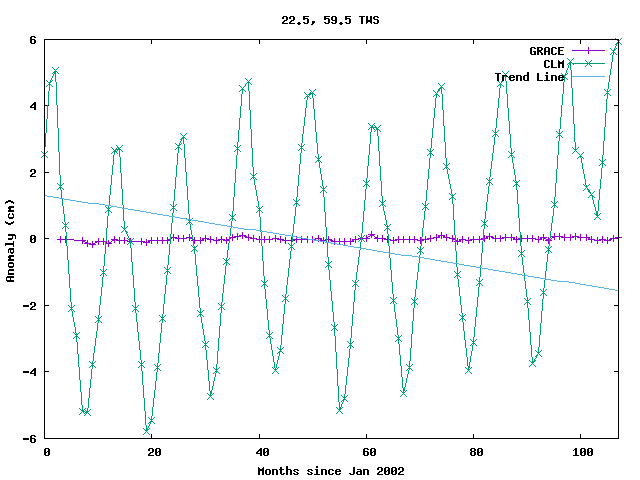 22.5, 59.5 TWS
GRACE
CLM
Trend Line
6
4
2
0
-2
-4
-6
Anomaly (cm)
0 20 40 60 80 100
Months since Jan 2002